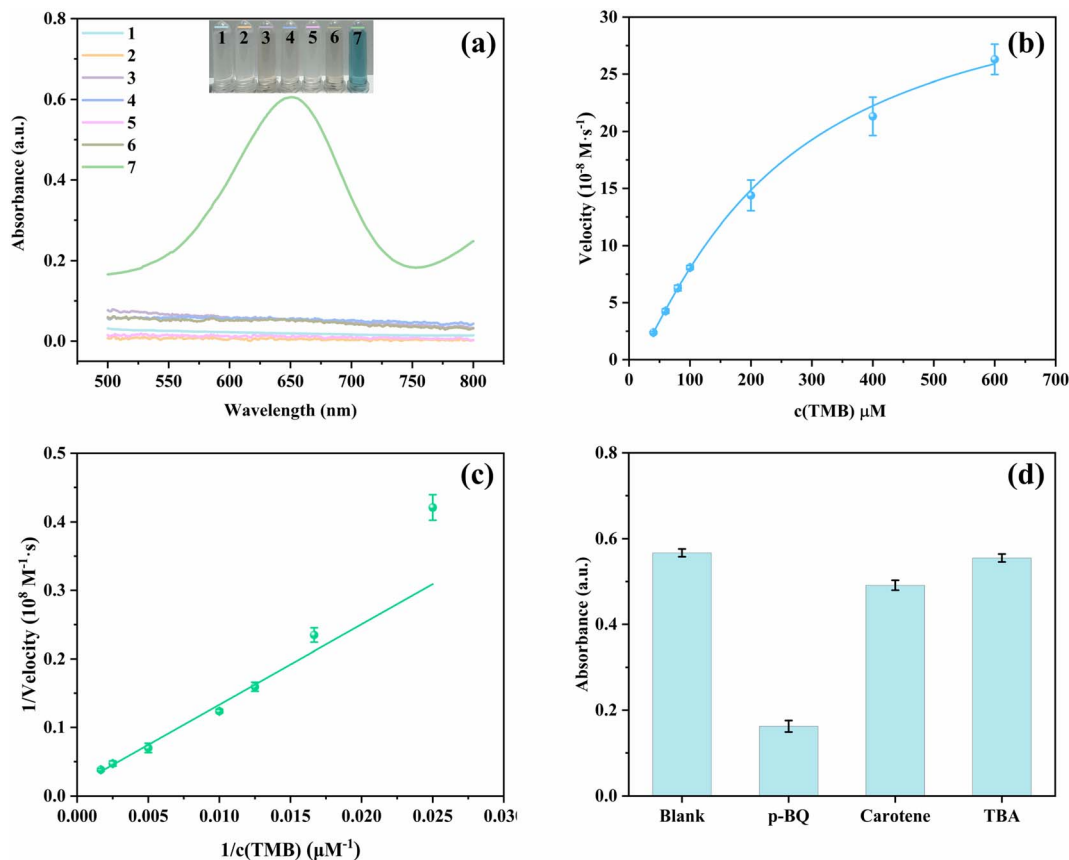 (a)
1
2
3
4
5
6
7
1 2 3 4 5 6 7
0.8
0.6
0.4
0.2
0.0
Absorbance (a.u.)
500 550 600 650 700 750 800
Wavelength (nm)
(b)
30
25
20
15
10
5
0
Velocity (10⁻⁸ M·s⁻¹)
0 100 200 300 400 500 600 700
c(TMB) μM
(c)
0.5
0.4
0.3
0.2
0.1
0.0
1/Velocity (10⁸ M⁻¹·s)
0.000 0.005 0.010 0.015 0.020 0.025 0.030
1/c(TMB) (μM⁻¹)
(d)
0.8
0.6
0.4
0.2
0.0
Absorbance (a.u.)
Blank p-BQ Carotene TBA